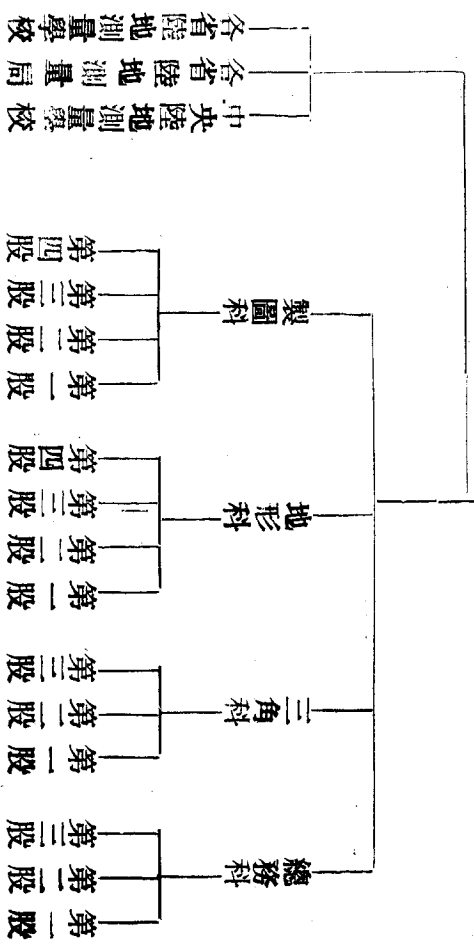 總務科
第一股
第二股
第三股
三角科
第一股
第二股
第三股
地形科
第一股
第二股
第三股
第四股
製圖科
第一股
第二股
第三股
第四股
中央陸地測量學校
各省陸地測量局
各省陸地測量學校